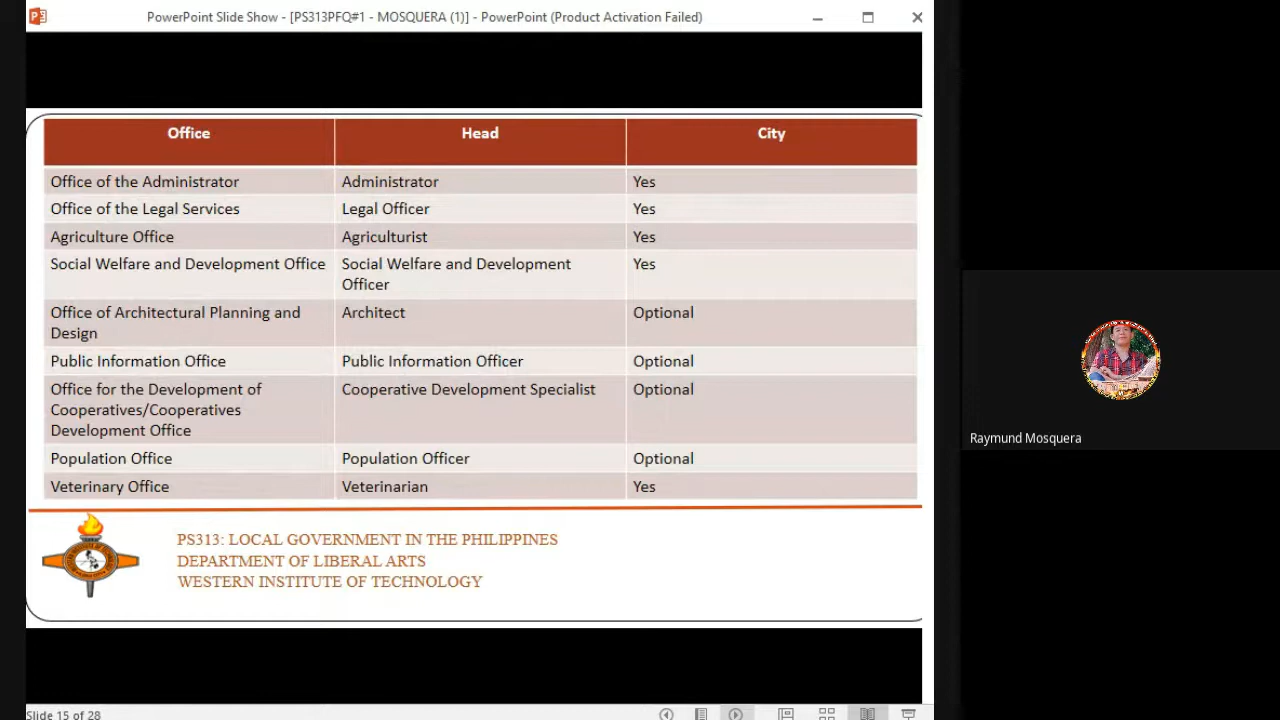 PowerPoint Slide Show - [PS313PFQ#1 - MOSQUERA (1)] - PowerPoint (Product Activation Failed)
Office Head City
Office of the Administrator Administrator Yes
Office of the Legal Services Legal Officer Yes
Agriculture Office Agriculturist Yes
Social Welfare and Development Office Social Welfare and Development Yes
Officer
Office of Architectural Planning and Architect Optional
Design
Public Information Office Public Information Officer Optional
Office for the Development of Cooperative Development Specialist Optional
Cooperatives/Cooperatives
Development Office
Population Office Population Officer Optional
Veterinary Office Veterinarian Yes
PS313: LOCAL GOVERNMENT IN THE PHILIPPINES
DEPARTMENT OF LIBERAL ARTS
WESTERN INSTITUTE OF TECHNOLOGY
Raymund Mosquera
Slide 15 of 28